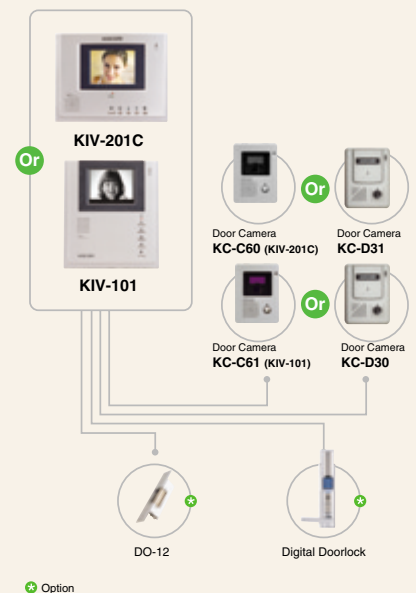 KIV-201C
Or
KIV-101
Or
Door Camera
KC-C60 (KIV-201C)
Door Camera
KC-D31
Or
Door Camera
KC-C61 (KIV-101)
Door Camera
KC-D30
DO-12
Digital Doorlock
Option